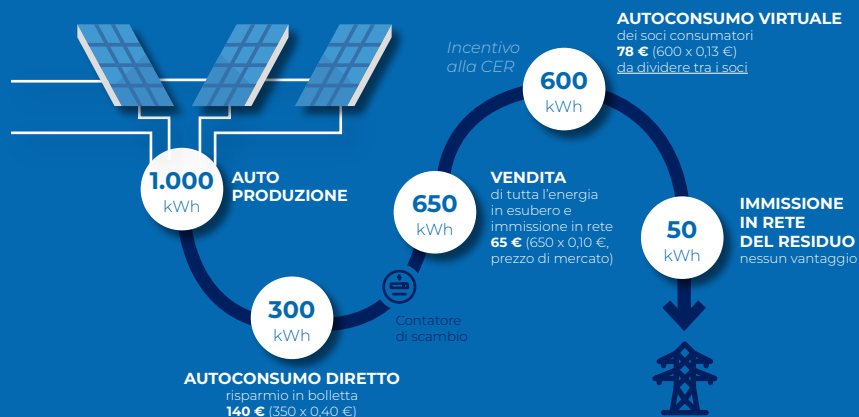 1.000
kWh
AUTO
PRODUZIONE
300
kWh
AUTOCONSUMO DIRETTO
risparmio in bolletta
140 € (350 x 0,40 €)
Contatore
di scambio
650
kWh
VENDITA
di tutta l’energia
in esubero e
immissione in rete
65 € (650 x 0,10 €,
prezzo di mercato)
Incentivo
alla CER
600
kWh
AUTOCONSUMO VIRTUALE
dei soci consumatori
78 € (600 x 0,13 €)
da dividere tra i soci
50
kWh
IMMISSIONE
IN RETE
DEL RESIDUO
nessun vantaggio